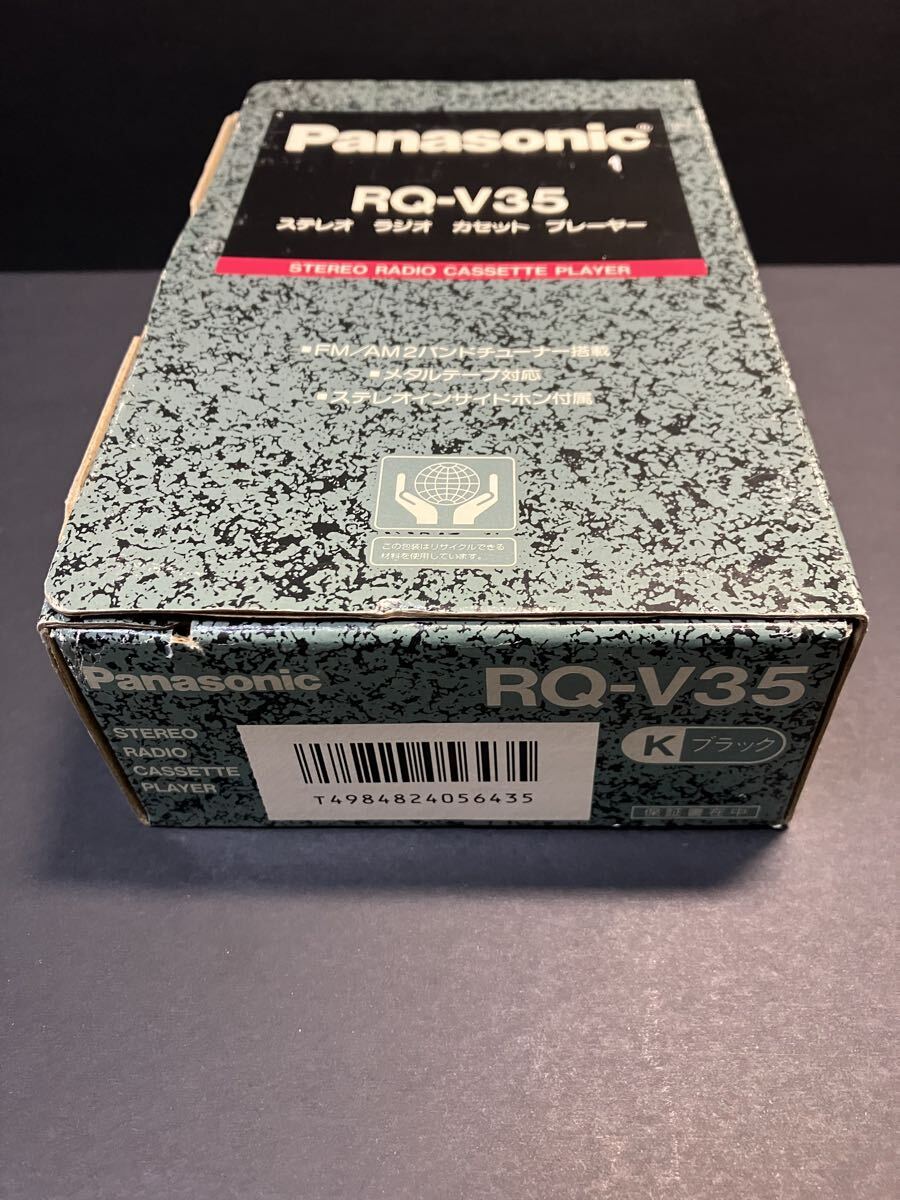 Panasonic®
RQ-V35
ステレオ ラジオ カセット プレーヤー
STEREO RADIO CASSETTE PLAYER
■FM/AM2バンドチューナー搭載
■メタルテープ対応
■ステレオインサイドホン付属
この包装はリサイクルできる
材料を使用しています。
Panasonic
RQ-V35
STEREO
RADIO
CASSETTE
PLAYER
K ブラック
T4984824056435
保証書在中